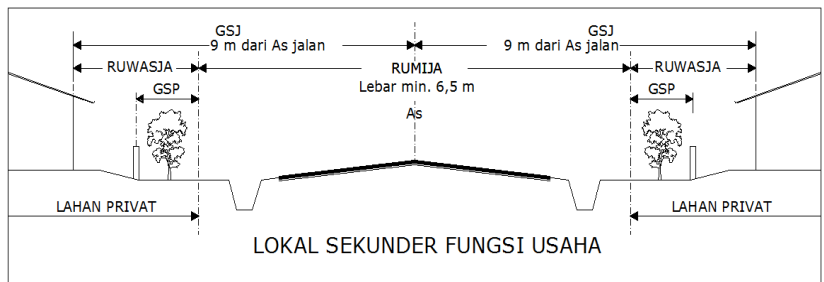 GSJ GSJ
9 m dari As jalan 9 m dari As jalan
RUWASJA RUMIJA RUWASJA
GSP Lebar min. 6,5 m GSP
As
LAHAN PRIVAT LAHAN PRIVAT
LOKAL SEKUNDER FUNGSI USAHA